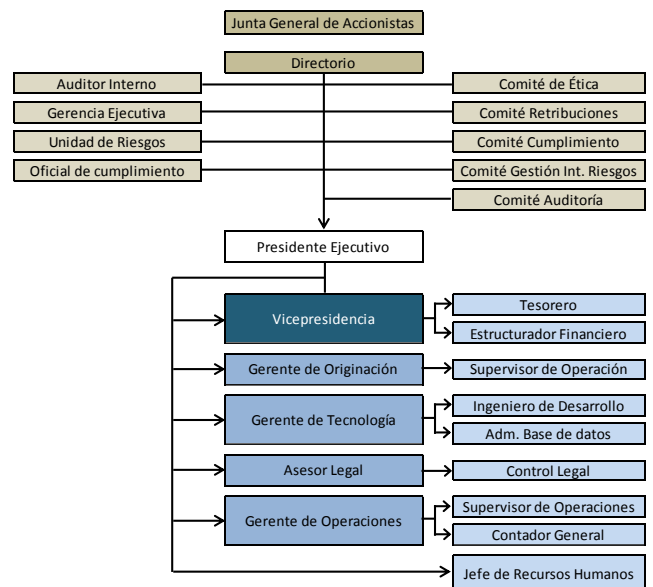 Junta General de Accionistas
Directorio
Auditor Interno
Comité de Ética
Gerencia Ejecutiva
Comité Retribuciones
Unidad de Riesgos
Comité Cumplimiento
Oficial de cumplimiento
Comité Gestión Int. Riesgos
Comité Auditoría
Presidente Ejecutivo
Vicepresidencia
Tesorero
Estructurador Financiero
Gerente de Originación
Supervisor de Operación
Gerente de Tecnología
Ingeniero de Desarrollo
Adm. Base de datos
Asesor Legal
Control Legal
Gerente de Operaciones
Supervisor de Operaciones
Contador General
Jefe de Recursos Humanos